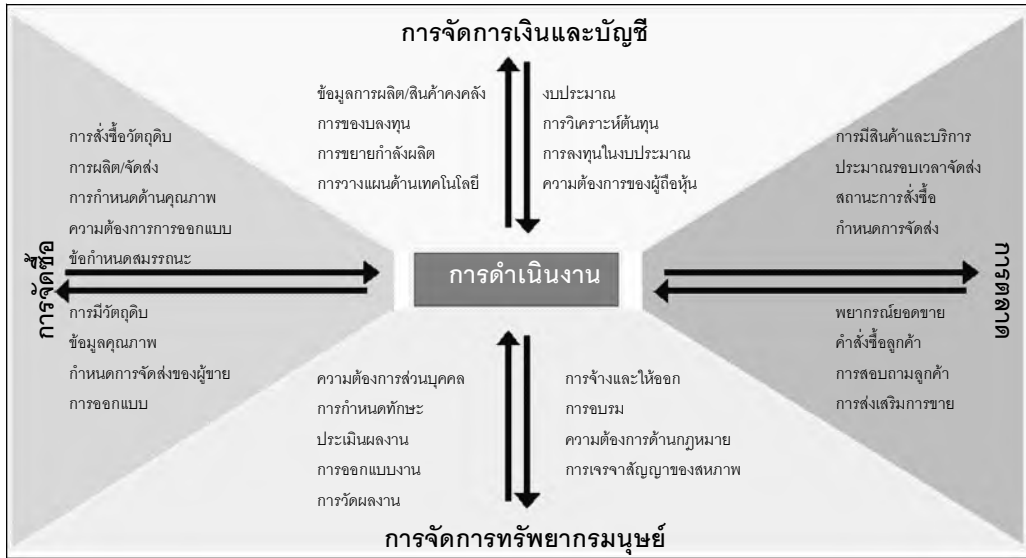 การจัดการเงินและบัญชี
ข้อมูลการผลิต/สินค้าคงคลัง
การของบลงทุน
การขยายกำลังผลิต
การวางแผนด้านเทคโนโลยี
งบประมาณ
การวิเคราะห์ต้นทุน
การลงทุนในงบประมาณ
ความต้องการของผู้ถือหุ้น
การจัดซื้อ
การสั่งซื้อวัตถุดิบ
การผลิต/จัดส่ง
การกำหนดด้านคุณภาพ
ความต้องการการออกแบบ
ข้อกำหนดสมรรถนะ
การมีวัตถุดิบ
ข้อมูลคุณภาพ
กำหนดการจัดส่งของผู้ขาย
การออกแบบ
การดำเนินงาน
การมีสินค้าและบริการ
ประมาณรอบเวลาจัดส่ง
สถานะการสั่งซื้อ
กำหนดการจัดส่ง
พยากรณ์ยอดขาย
คำสั่งซื้อลูกค้า
การสอบถามลูกค้า
การส่งเสริมการขาย
การตลาด
ความต้องการส่วนบุคคล
การกำหนดทักษะ
ประเมินผลงาน
การออกแบบงาน
การวัดผลงาน
การจ้างและให้ออก
การอบรม
ความต้องการด้านกฎหมาย
การเจรจาสัญญาของสหภาพ
การจัดการทรัพยากรมนุษย์